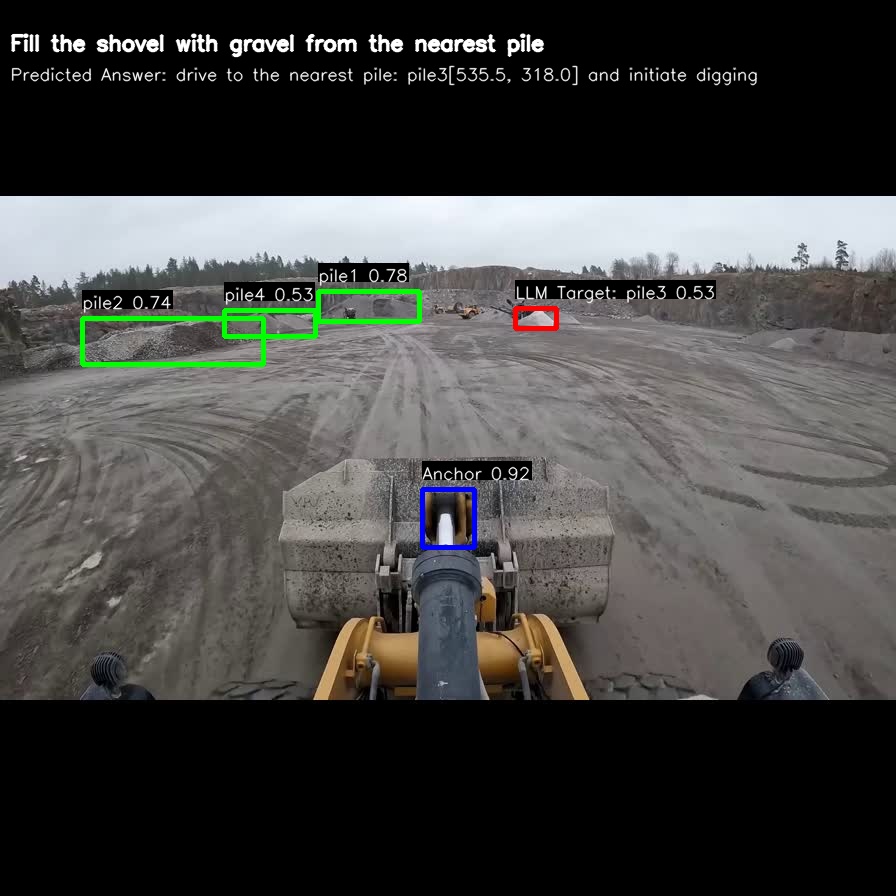 Fill the shovel with gravel from the nearest pile
Predicted Answer: drive to the nearest pile: pile3[535.5, 318.0] and initiate digging
pile1 0.78
LLM Target: pile3 0.53
pile4 0.53
pile2 0.74
Anchor 0.92